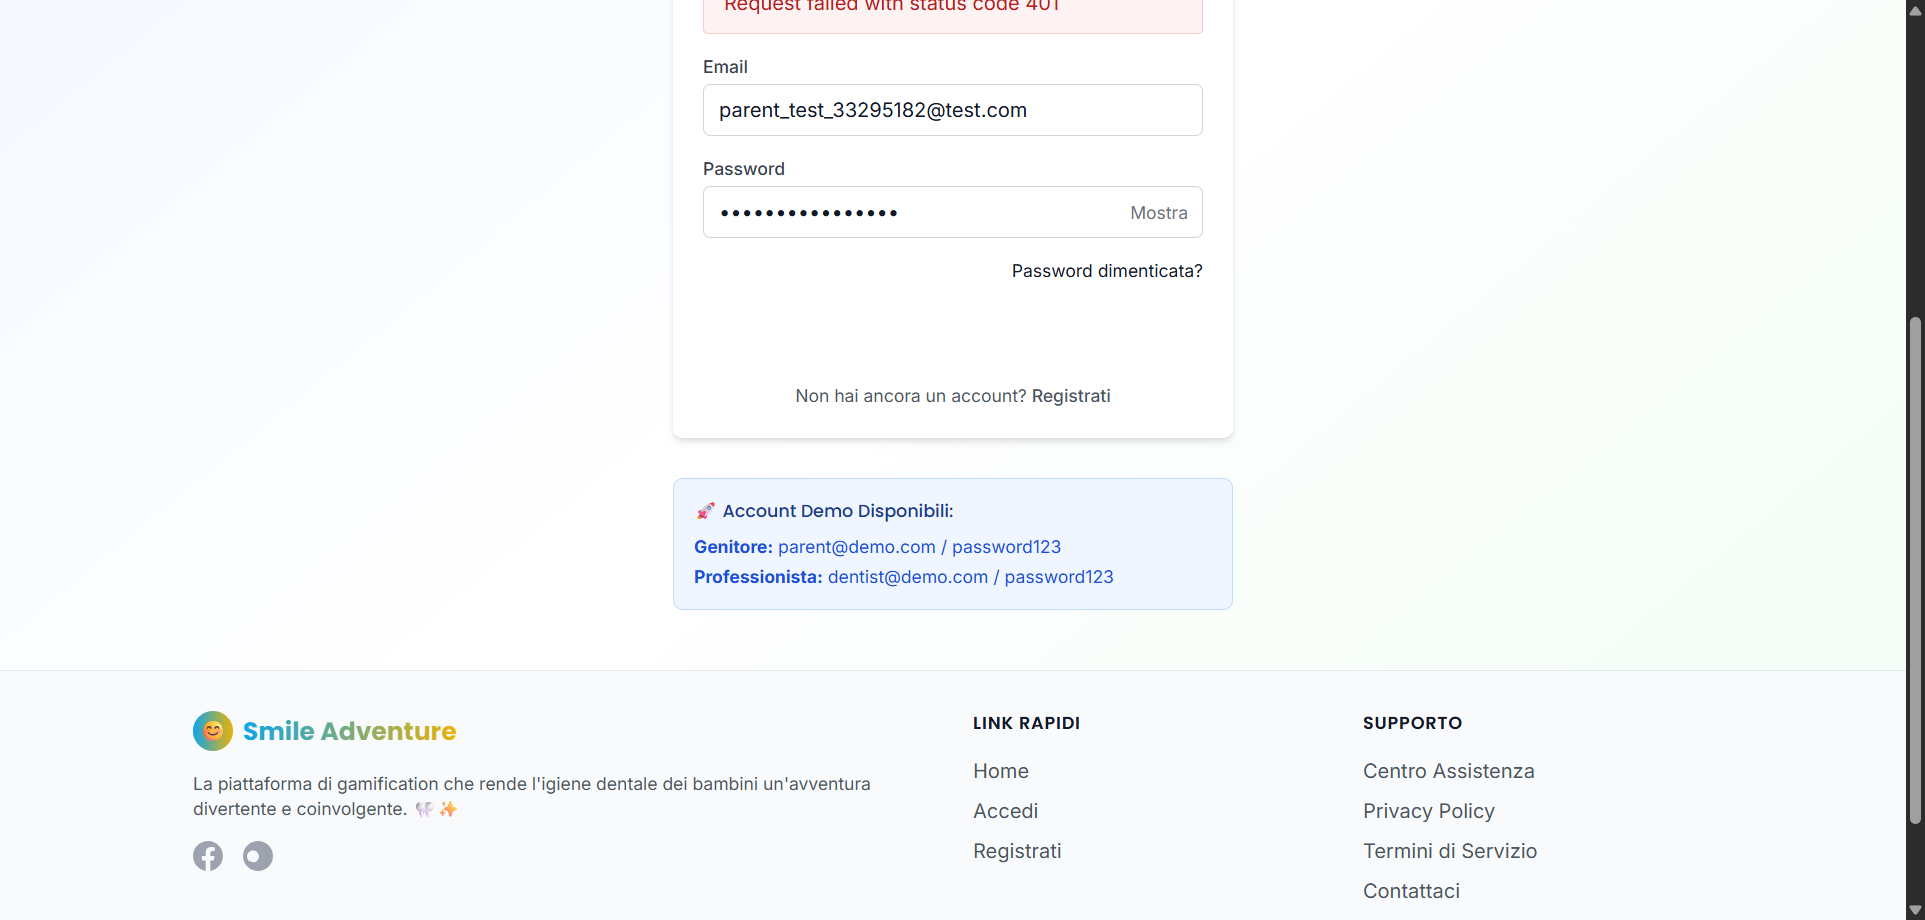 Request failed with status code 401
Email
parent_test_33295182@test.com
Password
••••••••••••••••
Mostra
Password dimenticata?
Non hai ancora un account? Registrati
🚀 Account Demo Disponibili:
Genitore: parent@demo.com / password123
Professionista: dentist@demo.com / password123
Smile Adventure
La piattaforma di gamification che rende l'igiene dentale dei bambini un'avventura
divertente e coinvolgente. 🦷✨
LINK RAPIDI
Home
Accedi
Registrati
SUPPORTO
Centro Assistenza
Privacy Policy
Termini di Servizio
Contattaci